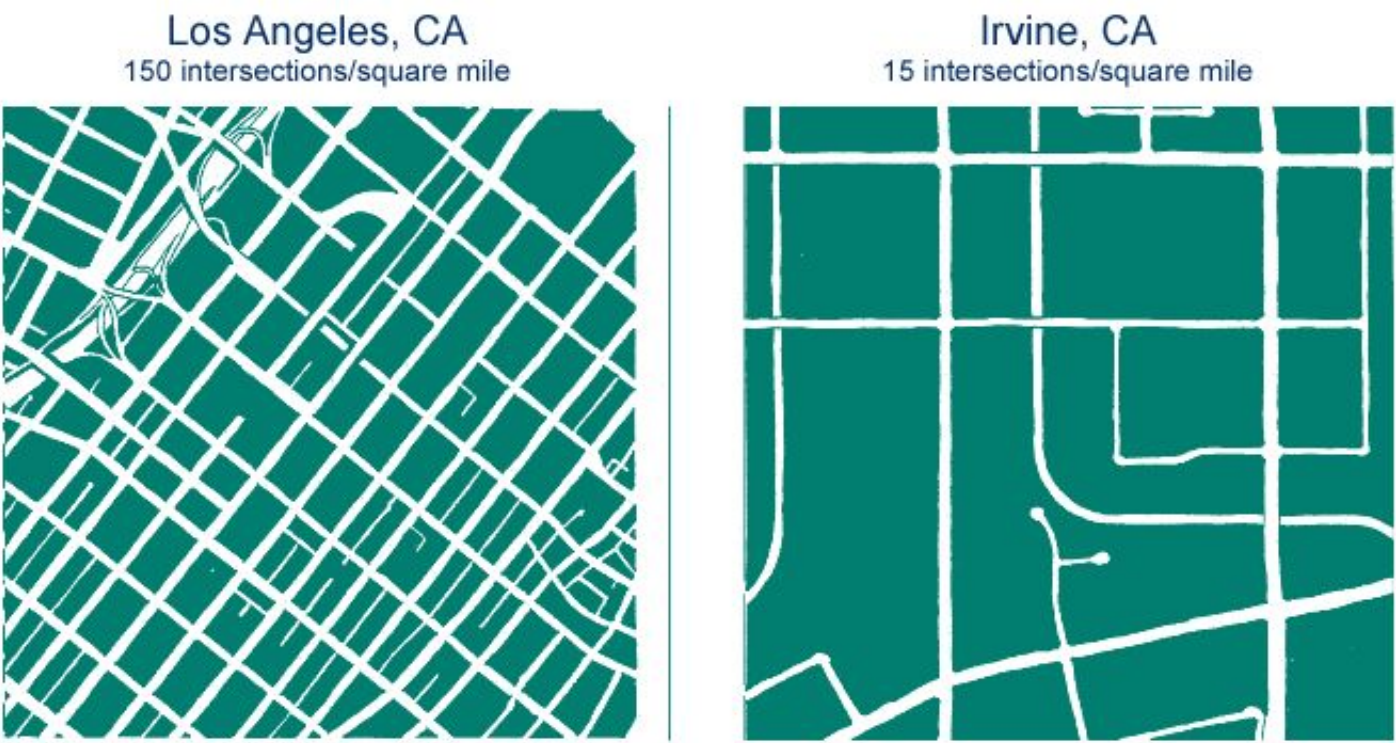 Los Angeles, CA
150 intersections/square mile
Irvine, CA
15 intersections/square mile